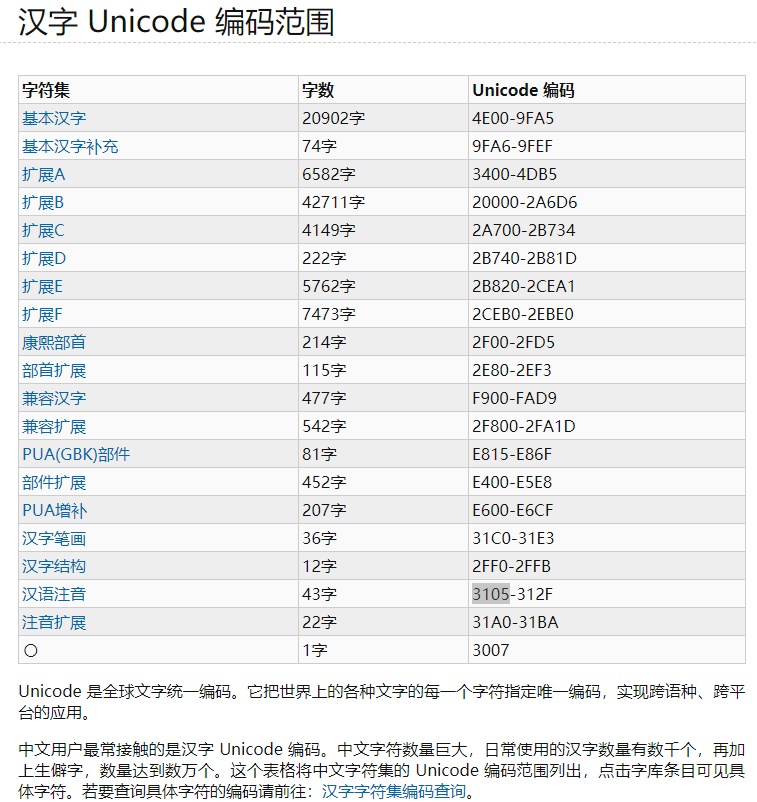 汉字 Unicode 编码范围
字符集 字数 Unicode 编码
基本汉字 20902字 4E00-9FA5
基本汉字补充 74字 9FA6-9FEF
扩展A 6582字 3400-4DB5
扩展B 42711字 20000-2A6D6
扩展C 4149字 2A700-2B734
扩展D 222字 2B740-2B81D
扩展E 5762字 2B820-2CEA1
扩展F 7473字 2CEB0-2EBE0
康熙部首 214字 2F00-2FD5
部首扩展 115字 2E80-2EF3
兼容汉字 477字 F900-FAD9
兼容扩展 542字 2F800-2FA1D
PUA(GBK)部件 81字 E815-E86F
部件扩展 452字 E400-E5E8
PUA增补 207字 E600-E6CF
汉字笔画 36字 31C0-31E3
汉字结构 12字 2FF0-2FFB
汉语注音 43字 3105-312F
注音扩展 22字 31A0-31BA
〇 1字 3007
Unicode 是全球文字统一编码。它把世界上的各种文字的每一个字符指定唯一编码，实现跨语种、跨平
台的应用。
中文用户最常接触的是汉字 Unicode 编码。中文字符数量巨大，日常使用的汉字数量有数千个，再加
上生僻字，数量达到数万个。这个表格将中文字符集的 Unicode 编码范围列出，点击字库条目可见具
体字符。若要查询具体字符的编码请前往：汉字字符集编码查询。